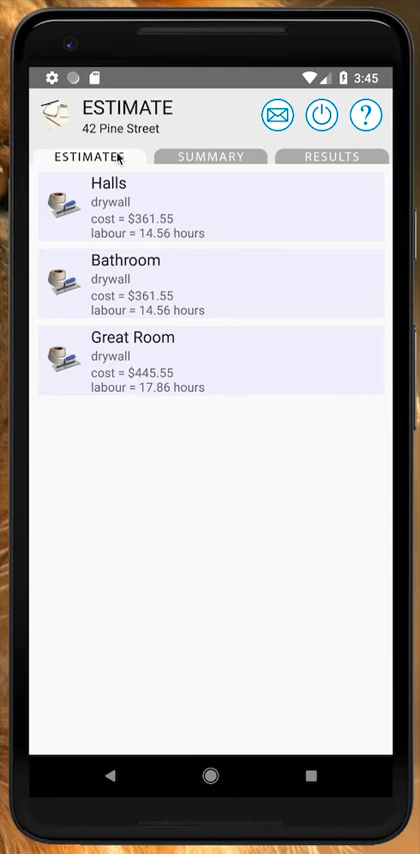 3:45
ESTIMATE
42 Pine Street
?
ESTIMATES SUMMARY RESULTS
Halls
drywall
cost = $361.55
labour = 14.56 hours
Bathroom
drywall
cost = $361.55
labour = 14.56 hours
Great Room
drywall
cost = $445.55
labour = 17.86 hours